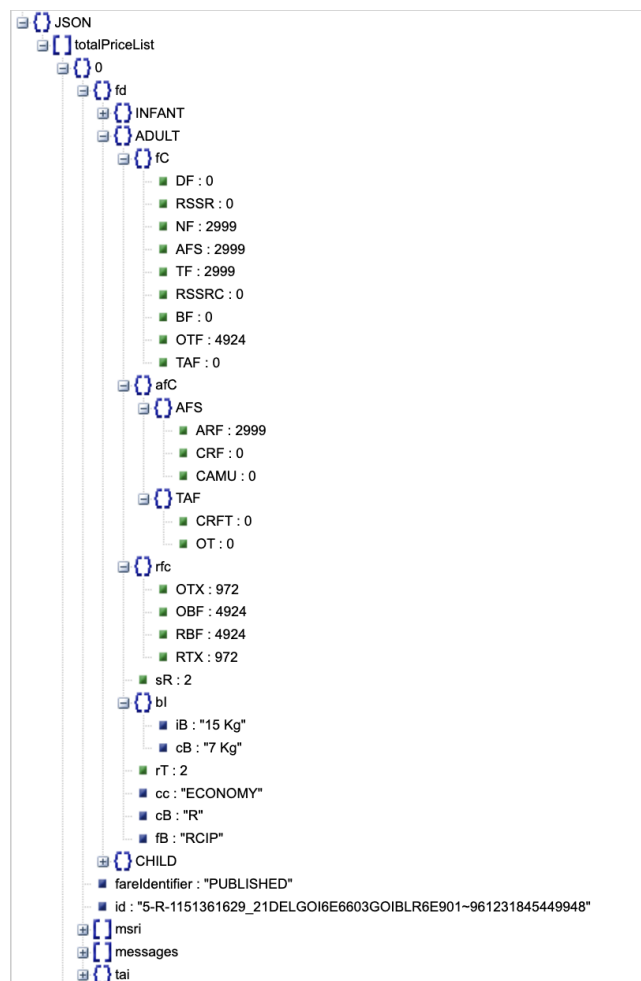 JSON
totalPriceList
0
fd
INFANT
ADULT
fC
DF : 0
RSSR : 0
NF : 2999
AFS : 2999
TF : 2999
RSSRC : 0
BF : 0
OTF : 4924
TAF : 0
afC
AFS
ARF : 2999
CRF : 0
CAMU : 0
TAF
CRFT : 0
OT : 0
rfc
OTX : 972
OBF : 4924
RBF : 4924
RTX : 972
sR : 2
bI
iB : "15 Kg"
cB : "7 Kg"
rT : 2
cc : "ECONOMY"
cB : "R"
fB : "RCIP"
CHILD
fareIdentifier : "PUBLISHED"
id : "5-R-1151361629_21DELGOI6E6603GOIBLR6E901~961231845449948"
msri
messages
tai